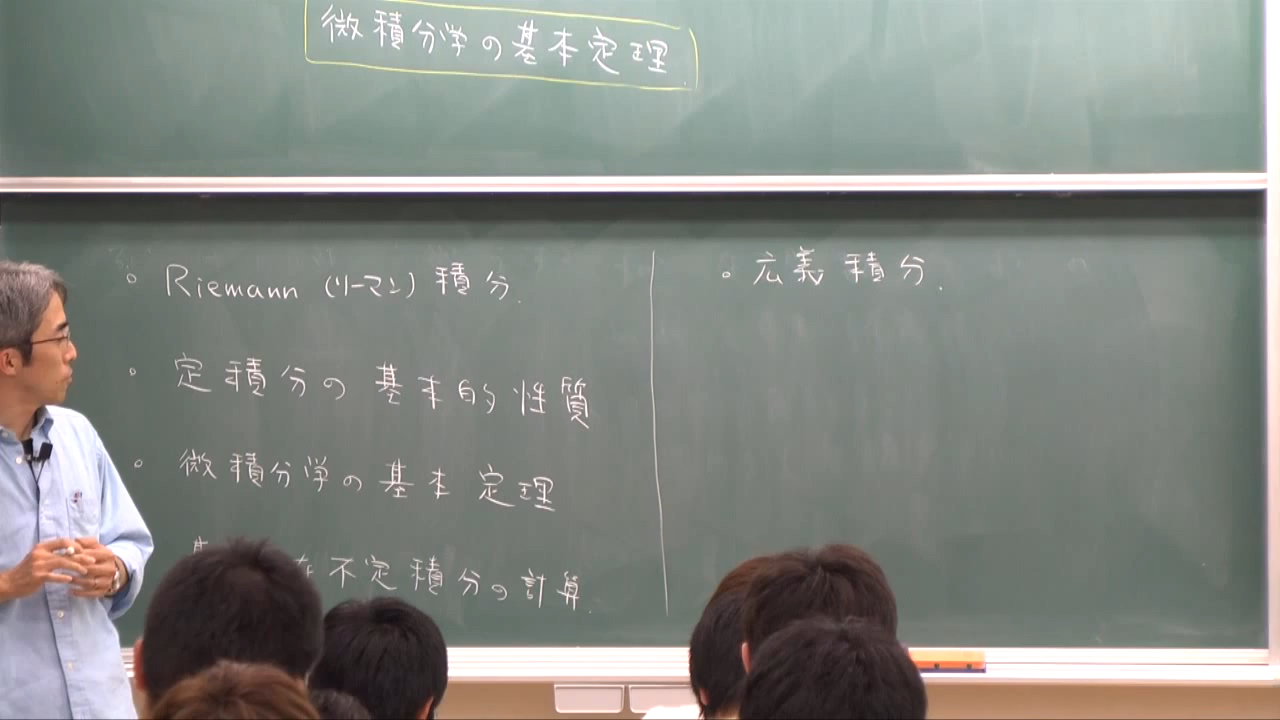 微積分学の基本定理.
。Riemann (リーマン) 積分.
。定積分の基本的性質
。微積分学の基本定理
基 不定積分の計算.
。広義積分.